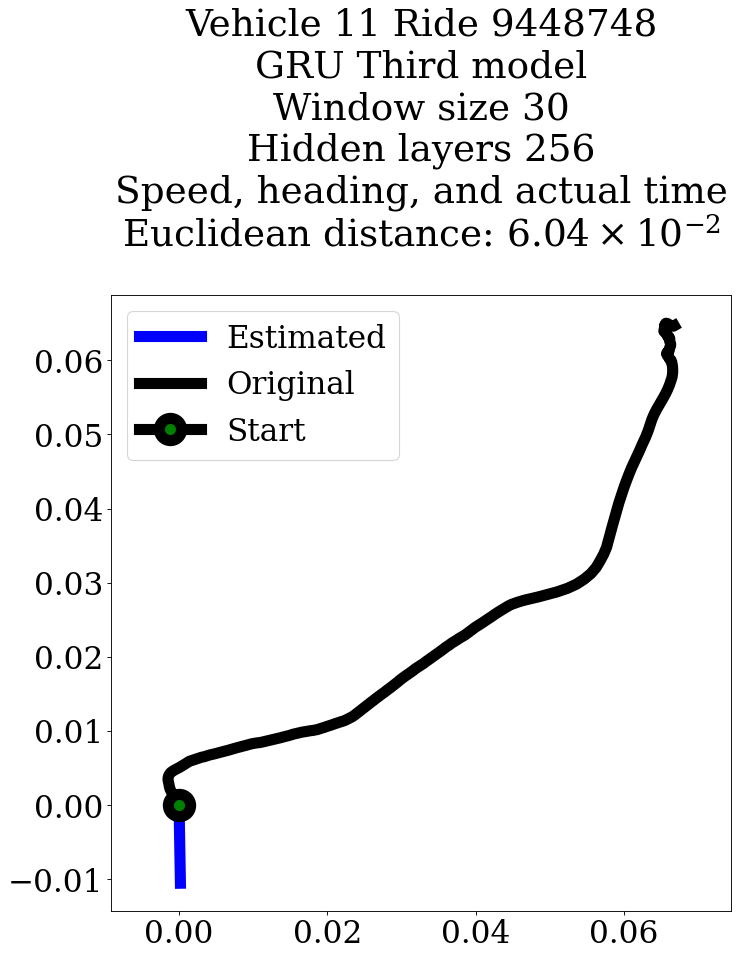 Vehicle 11 Ride 9448748
GRU Third model
Window size 30
Hidden layers 256
Speed, heading, and actual time
Euclidean distance: 6.04 × 10⁻²
Estimated
Original
Start
0.06
0.05
0.04
0.03
0.02
0.01
0.00
−0.01
0.00 0.02 0.04 0.06